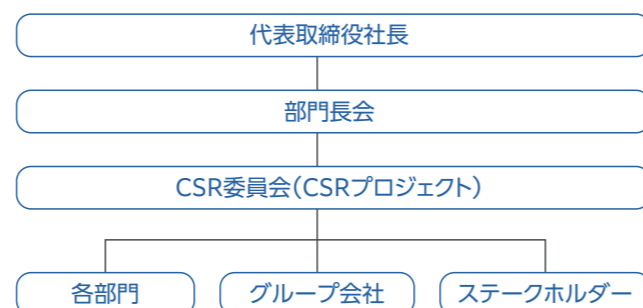 代表取締役社長
部門長会
CSR委員会(CSRプロジェクト)
各部門
グループ会社
ステークホルダー